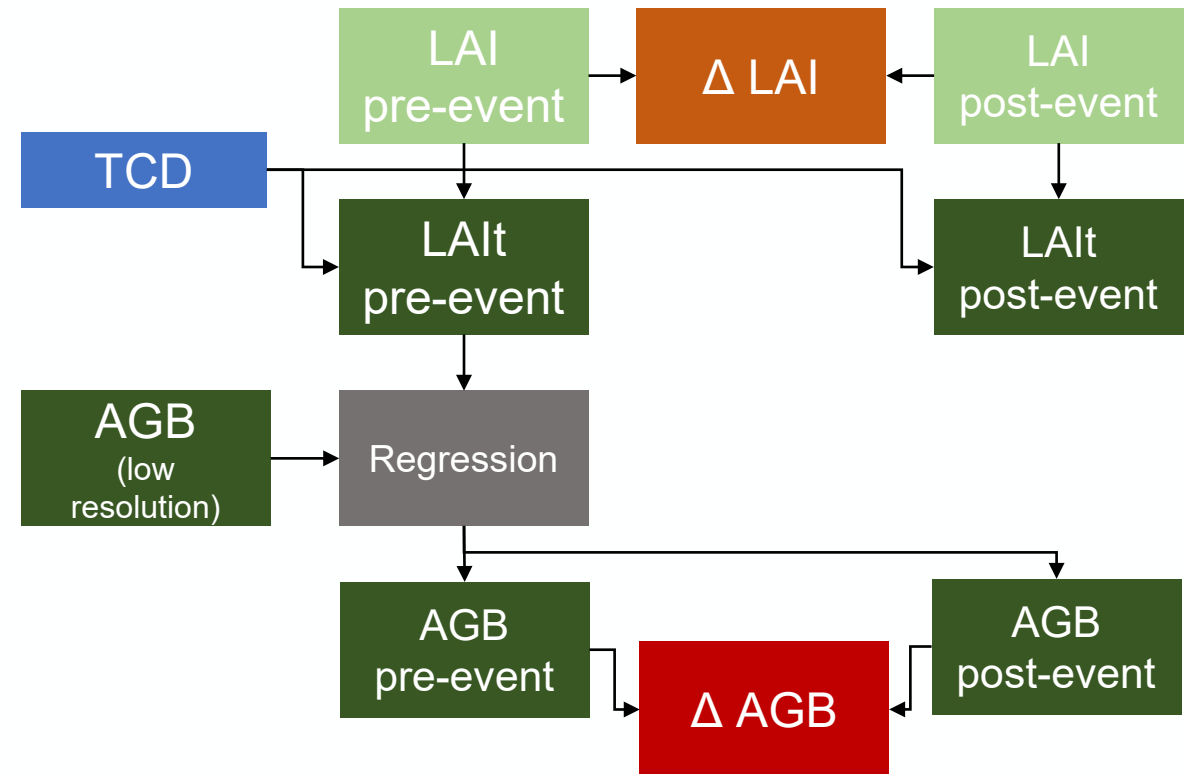 LAI
pre-event
Δ LAI
LAI
post-event
TCD
LAIt
pre-event
LAIt
post-event
AGB
(low
resolution)
Regression
AGB
pre-event
Δ AGB
AGB
post-event